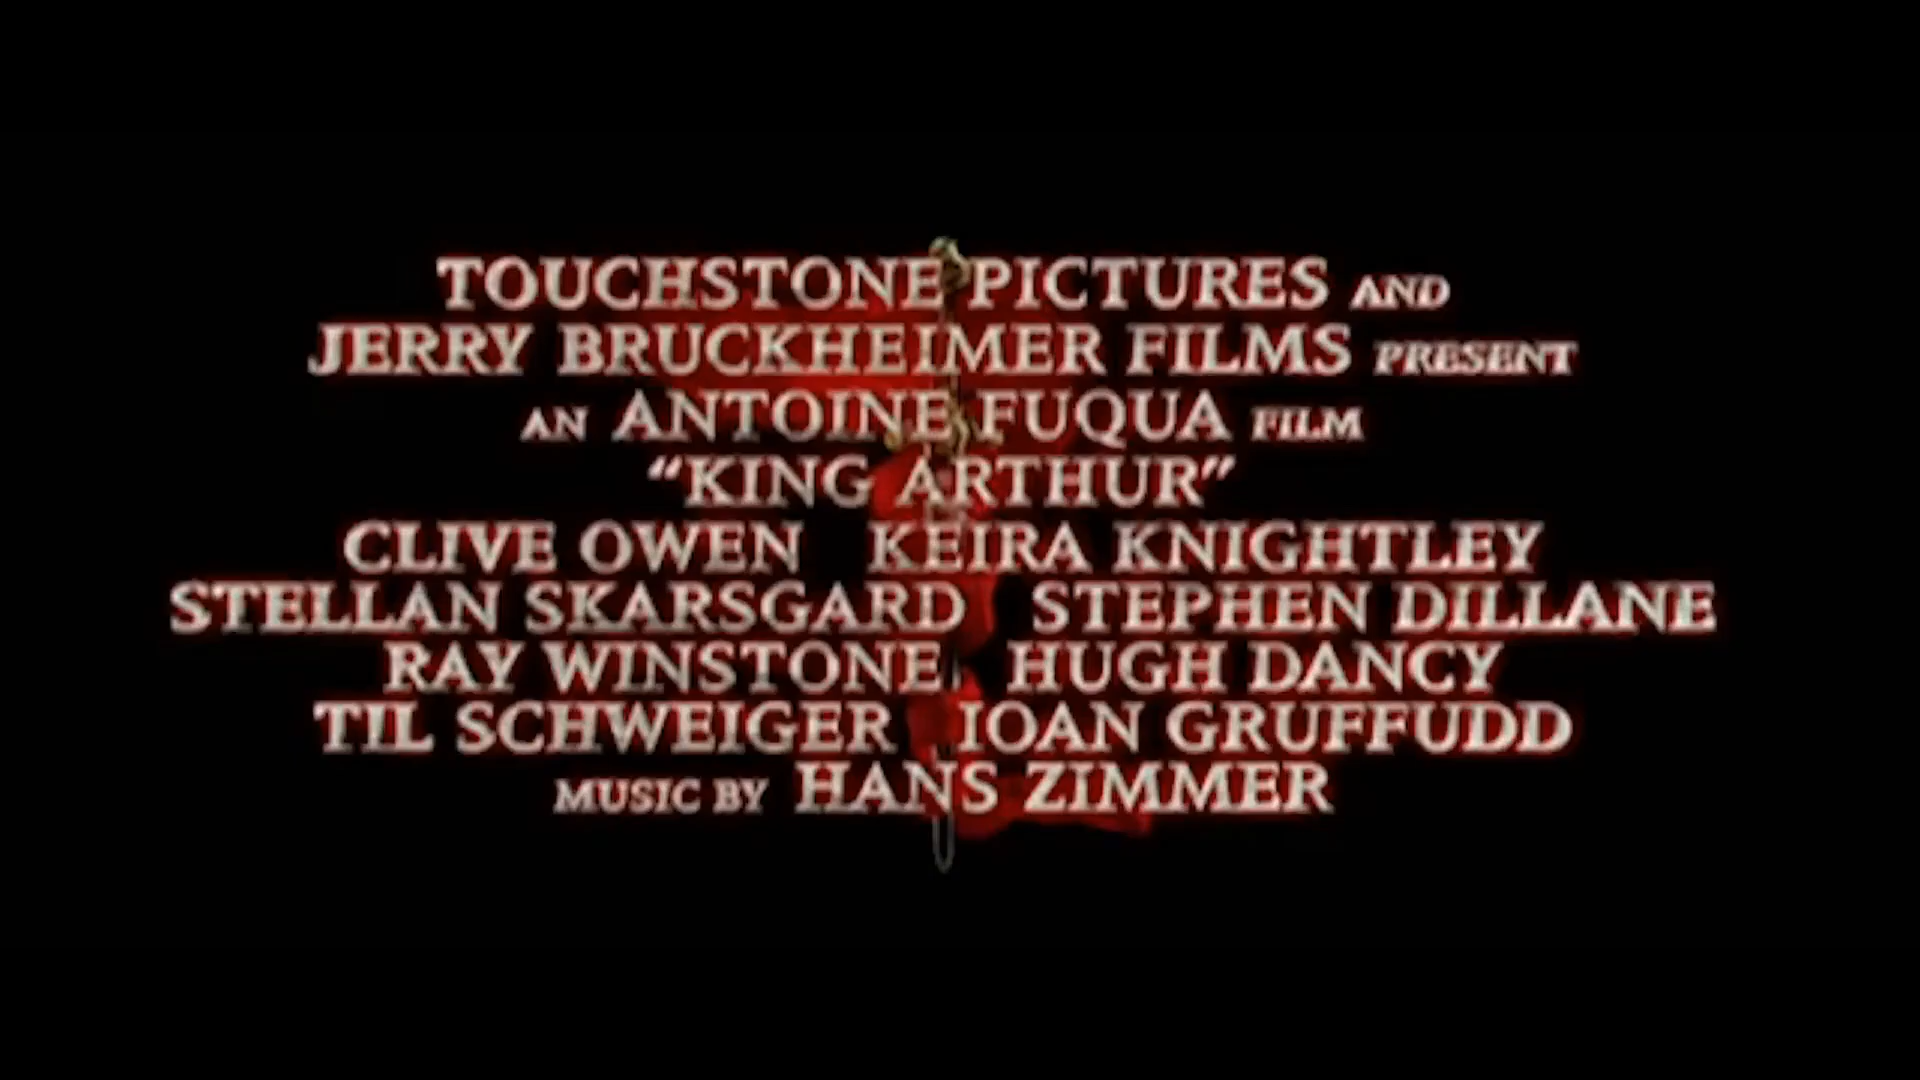 TOUCHSTONE PICTURES AND
JERRY BRUCKHEIMER FILMS PRESENT
AN ANTOINE FUQUA FILM
“KING ARTHUR”
CLIVE OWEN KEIRA KNIGHTLEY
STELLAN SKARSGARD STEPHEN DILLANE
RAY WINSTONE HUGH DANCY
TIL SCHWEIGER IOAN GRUFFUDD
MUSIC BY HANS ZIMMER